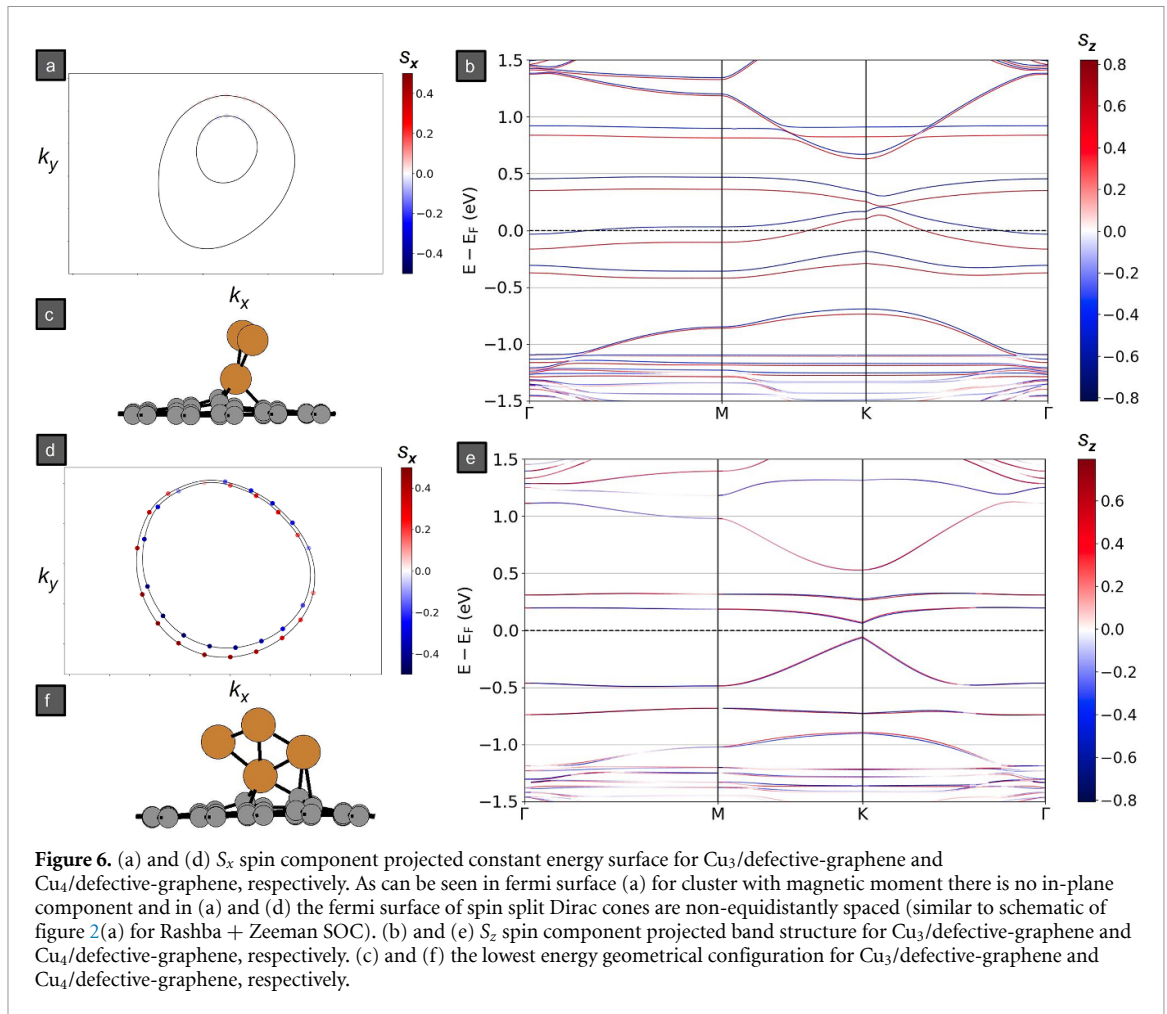 a
S_x
0.4
0.2
0.0
−0.2
−0.4
k_y
k_x
b
S_z
1.5
1.0
0.5
0.0
−0.5
−1.0
−1.5
E − E_F (eV)
Γ M K Γ
0.8
0.6
0.4
0.2
0.0
−0.2
−0.4
−0.6
−0.8
c
d
S_x
0.4
0.2
0.0
−0.2
−0.4
k_y
k_x
e
S_z
1.5
1.0
0.5
0.0
−0.5
−1.0
−1.5
E − E_F (eV)
Γ M K Γ
0.6
0.4
0.2
0.0
−0.2
−0.4
−0.6
−0.8
f
Figure 6. (a) and (d) S_x spin component projected constant energy surface for Cu₃/defective-graphene and
Cu₄/defective-graphene, respectively. As can be seen in fermi surface (a) for cluster with magnetic moment there is no in-plane
component and in (a) and (d) the fermi surface of spin split Dirac cones are non-equidistantly spaced (similar to schematic of
figure 2(a) for Rashba + Zeeman SOC). (b) and (e) S_z spin component projected band structure for Cu₃/defective-graphene and
Cu₄/defective-graphene, respectively. (c) and (f) the lowest energy geometrical configuration for Cu₃/defective-graphene and
Cu₄/defective-graphene, respectively.